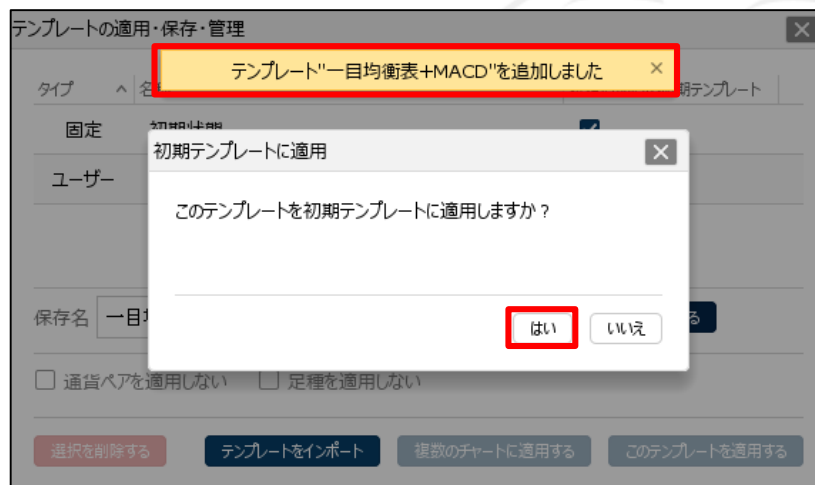 テンプレートの適用・保存・管理
テンプレート"一目均衡表+MACD"を追加しました ×
タイプ 名 期テンプレート
固定 初期状態
ユーザー
初期テンプレートに適用
このテンプレートを初期テンプレートに適用しますか？
はい いいえ
保存名 一目 る
通貨ペアを適用しない 足種を適用しない
選択を削除する テンプレートをインポート 複数のチャートに適用する このテンプレートを適用する